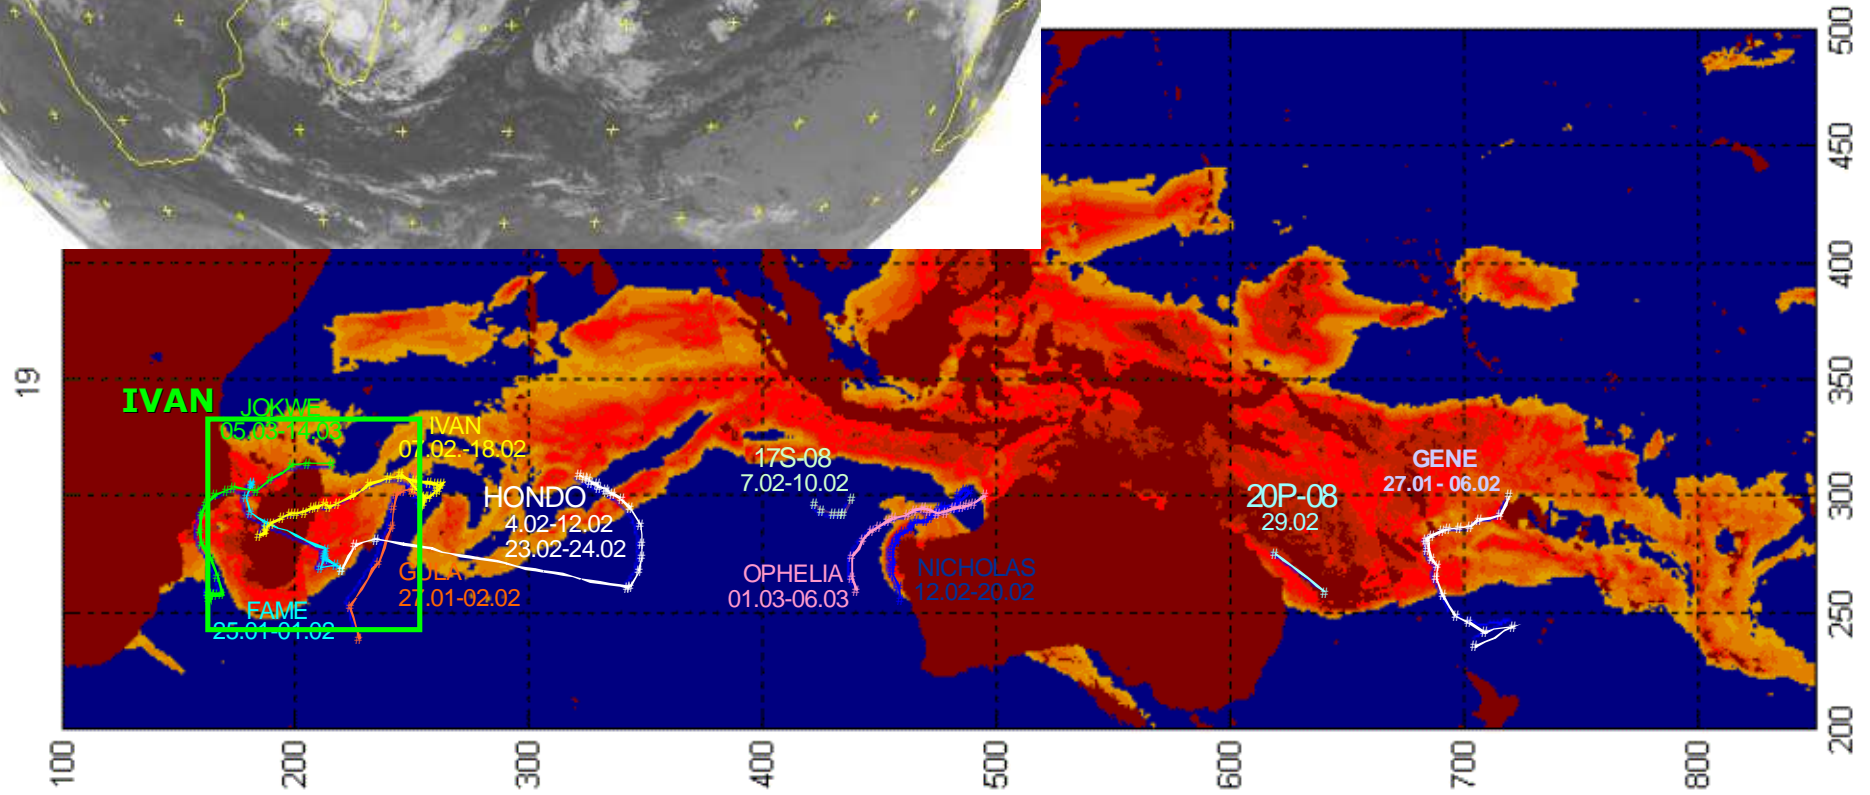 500
450
400
350
300
250
200
19
IVAN
JOKWE
05.03-14.03
IVAN
07.02.-18.02
HONDO
4.02-12.02
23.02-24.02
17S-08
7.02-10.02
GENE
27.01- 06.02
20P-08
29.02
GULA
27.01-02.02
FAME
25.01-01.02
OPHELIA
01.03-06.03
NICHOLAS
12.02-20.02
100
200
300
400
500
600
700
800